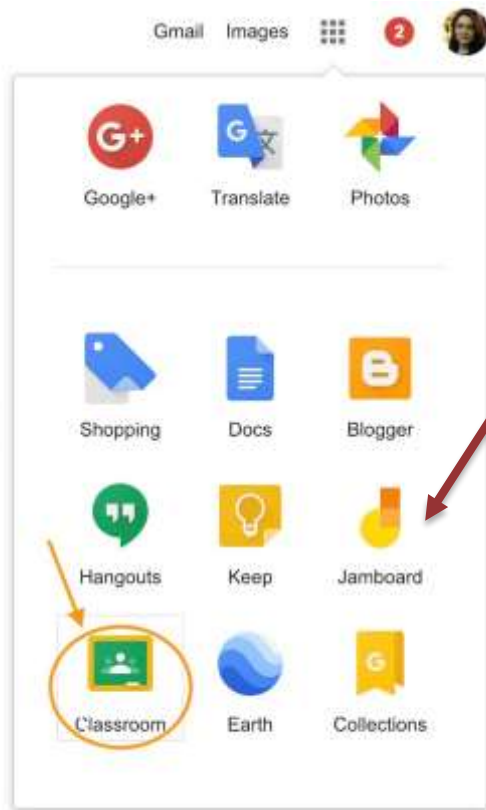 Gmail Images 2
G+
Google+ Translate Photos
Shopping Docs Blogger
Hangouts Keep Jamboard
G
Classroom Earth Collections